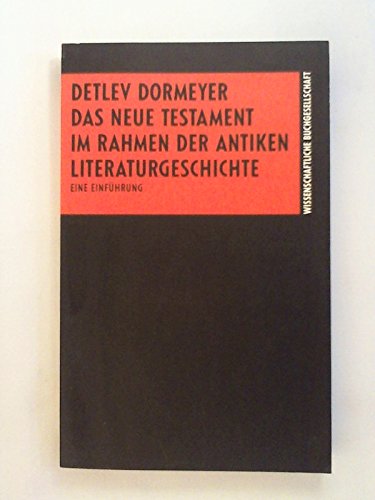 DETLEV DORMEYER
DAS NEUE TESTAMENT
IM RAHMEN DER ANTIKEN
LITERATURGESCHICHTE
EINE EINFÜHRUNG
WISSENSCHAFTLICHE BUCHGESELLSCHAFT